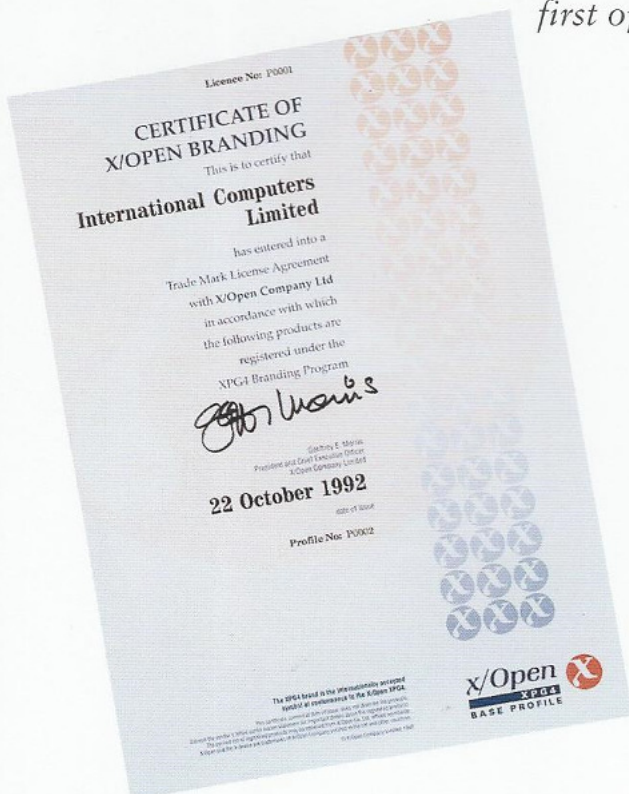 first of
Licence No: P0001
CERTIFICATE OF
X/OPEN BRANDING
This is to certify that
International Computers
Limited
has entered into a
Trade Mark License Agreement
with X/Open Company Ltd
in accordance with which
the following products are
registered under the
XPG4 Branding Program
Geoffrey E. Morris
President and Chief Executive Officer
X/Open Company Limited
22 October 1992
date of issue
Profile No: P0002
The XPG4 brand is the internationally accepted
symbol of conformance to the X/Open XPG4.
x/Open X
XPG4
BASE PROFILE